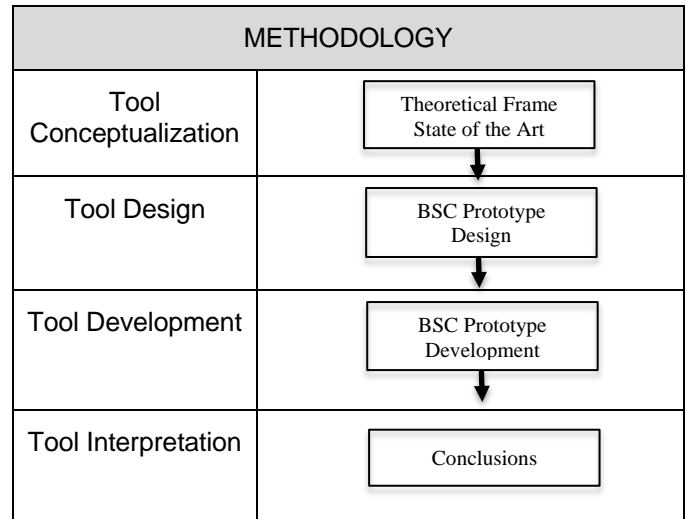 METHODOLOGY
Tool
Conceptualization
Theoretical Frame
State of the Art
Tool Design
BSC Prototype
Design
Tool Development
BSC Prototype
Development
Tool Interpretation
Conclusions